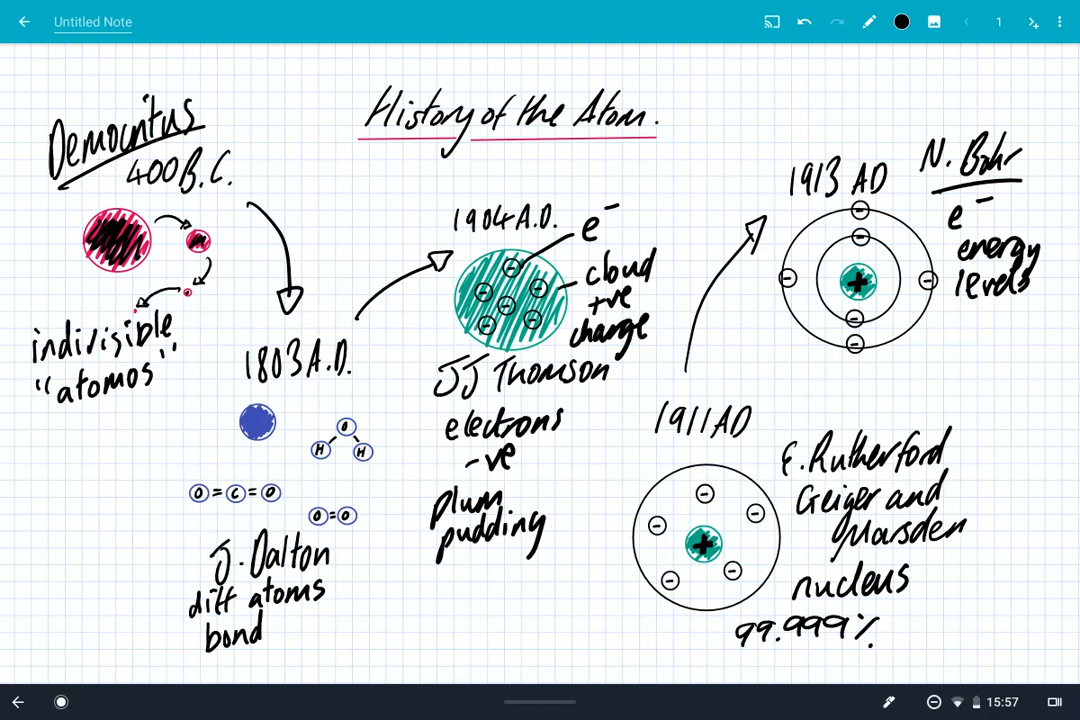 Untitled Note
1
History of the Atom.
Democritus
400 B.C.
indivisible
"atomos"
1803 A.D.
O
H H
O = C = O
O = O
J. Dalton
diff atoms
bond
1904 A.D.
e⁻
cloud
+ve
charge
JJ Thomson
electrons
-ve
plum
pudding
1911 AD
+
E. Rutherford
Geiger and
Marsden
nucleus
99.999%
1913 AD
N. Bohr
e⁻
energy
levels
+
15:57